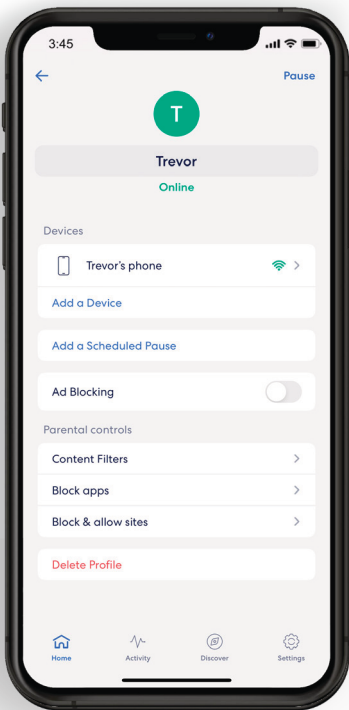 3:45
Pause
T
Trevor
Online
Devices
Trevor's phone
Add a Device
Add a Scheduled Pause
Ad Blocking
Parental controls
Content Filters
Block apps
Block & allow sites
Delete Profile
Home Activity Discover Settings